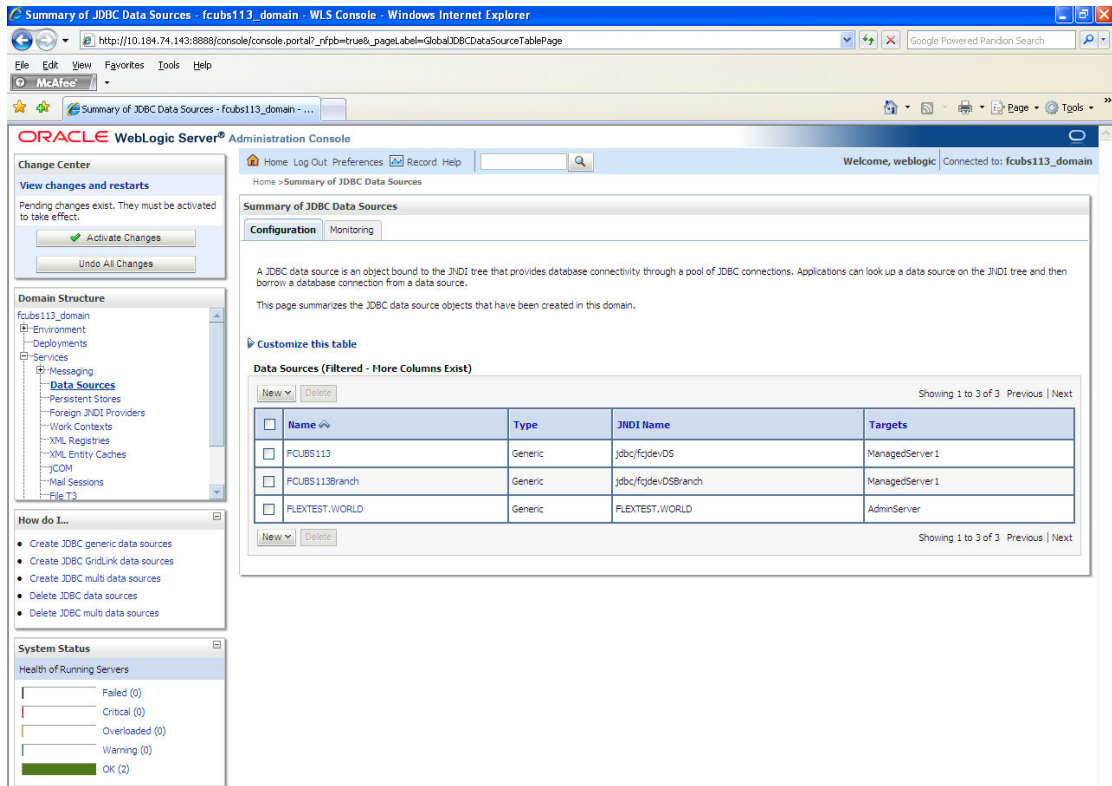 Summary of JDBC Data Sources - fcubs113_domain - WLS Console - Windows Internet Explorer
http://10.184.74.143:8888/console/console.portal?_nfpb=true&_pageLabel=GlobalJDBCDataSourceTablePage
Google Powered Pandion Search
File Edit View Favorites Tools Help
McAfee
Summary of JDBC Data Sources - fcubs113_domain - ...
Page Tools
ORACLE WebLogic Server® Administration Console
Change Center
View changes and restarts
Pending changes exist. They must be activated
to take effect.
Activate Changes
Undo All Changes
Domain Structure
fcubs113_domain
Environment
Deployments
Services
Messaging
Data Sources
Persistent Stores
Foreign JNDI Providers
Work Contexts
XML Registries
XML Entity Caches
jCOM
Mail Sessions
File T3
How do I...
Create JDBC generic data sources
Create JDBC GridLink data sources
Create JDBC multi data sources
Delete JDBC data sources
Delete JDBC multi data sources
System Status
Health of Running Servers
Failed (0)
Critical (0)
Overloaded (0)
Warning (0)
OK (2)
Home Log Out Preferences Record Help
Welcome, weblogic Connected to: fcubs113_domain
Home >Summary of JDBC Data Sources
Summary of JDBC Data Sources
Configuration Monitoring
A JDBC data source is an object bound to the JNDI tree that provides database connectivity through a pool of JDBC connections. Applications can look up a data source on the JNDI tree and then
borrow a database connection from a data source.
This page summarizes the JDBC data source objects that have been created in this domain.
Customize this table
Data Sources (Filtered - More Columns Exist)
New Delete Showing 1 to 3 of 3 Previous | Next
Name Type JNDI Name Targets
FCUBS113 Generic jdbc/fcjdevDS ManagedServer1
FCUBS113Branch Generic jdbc/fcjdevDSBranch ManagedServer1
FLEXTEST.WORLD Generic FLEXTEST.WORLD AdminServer
New Delete Showing 1 to 3 of 3 Previous | Next